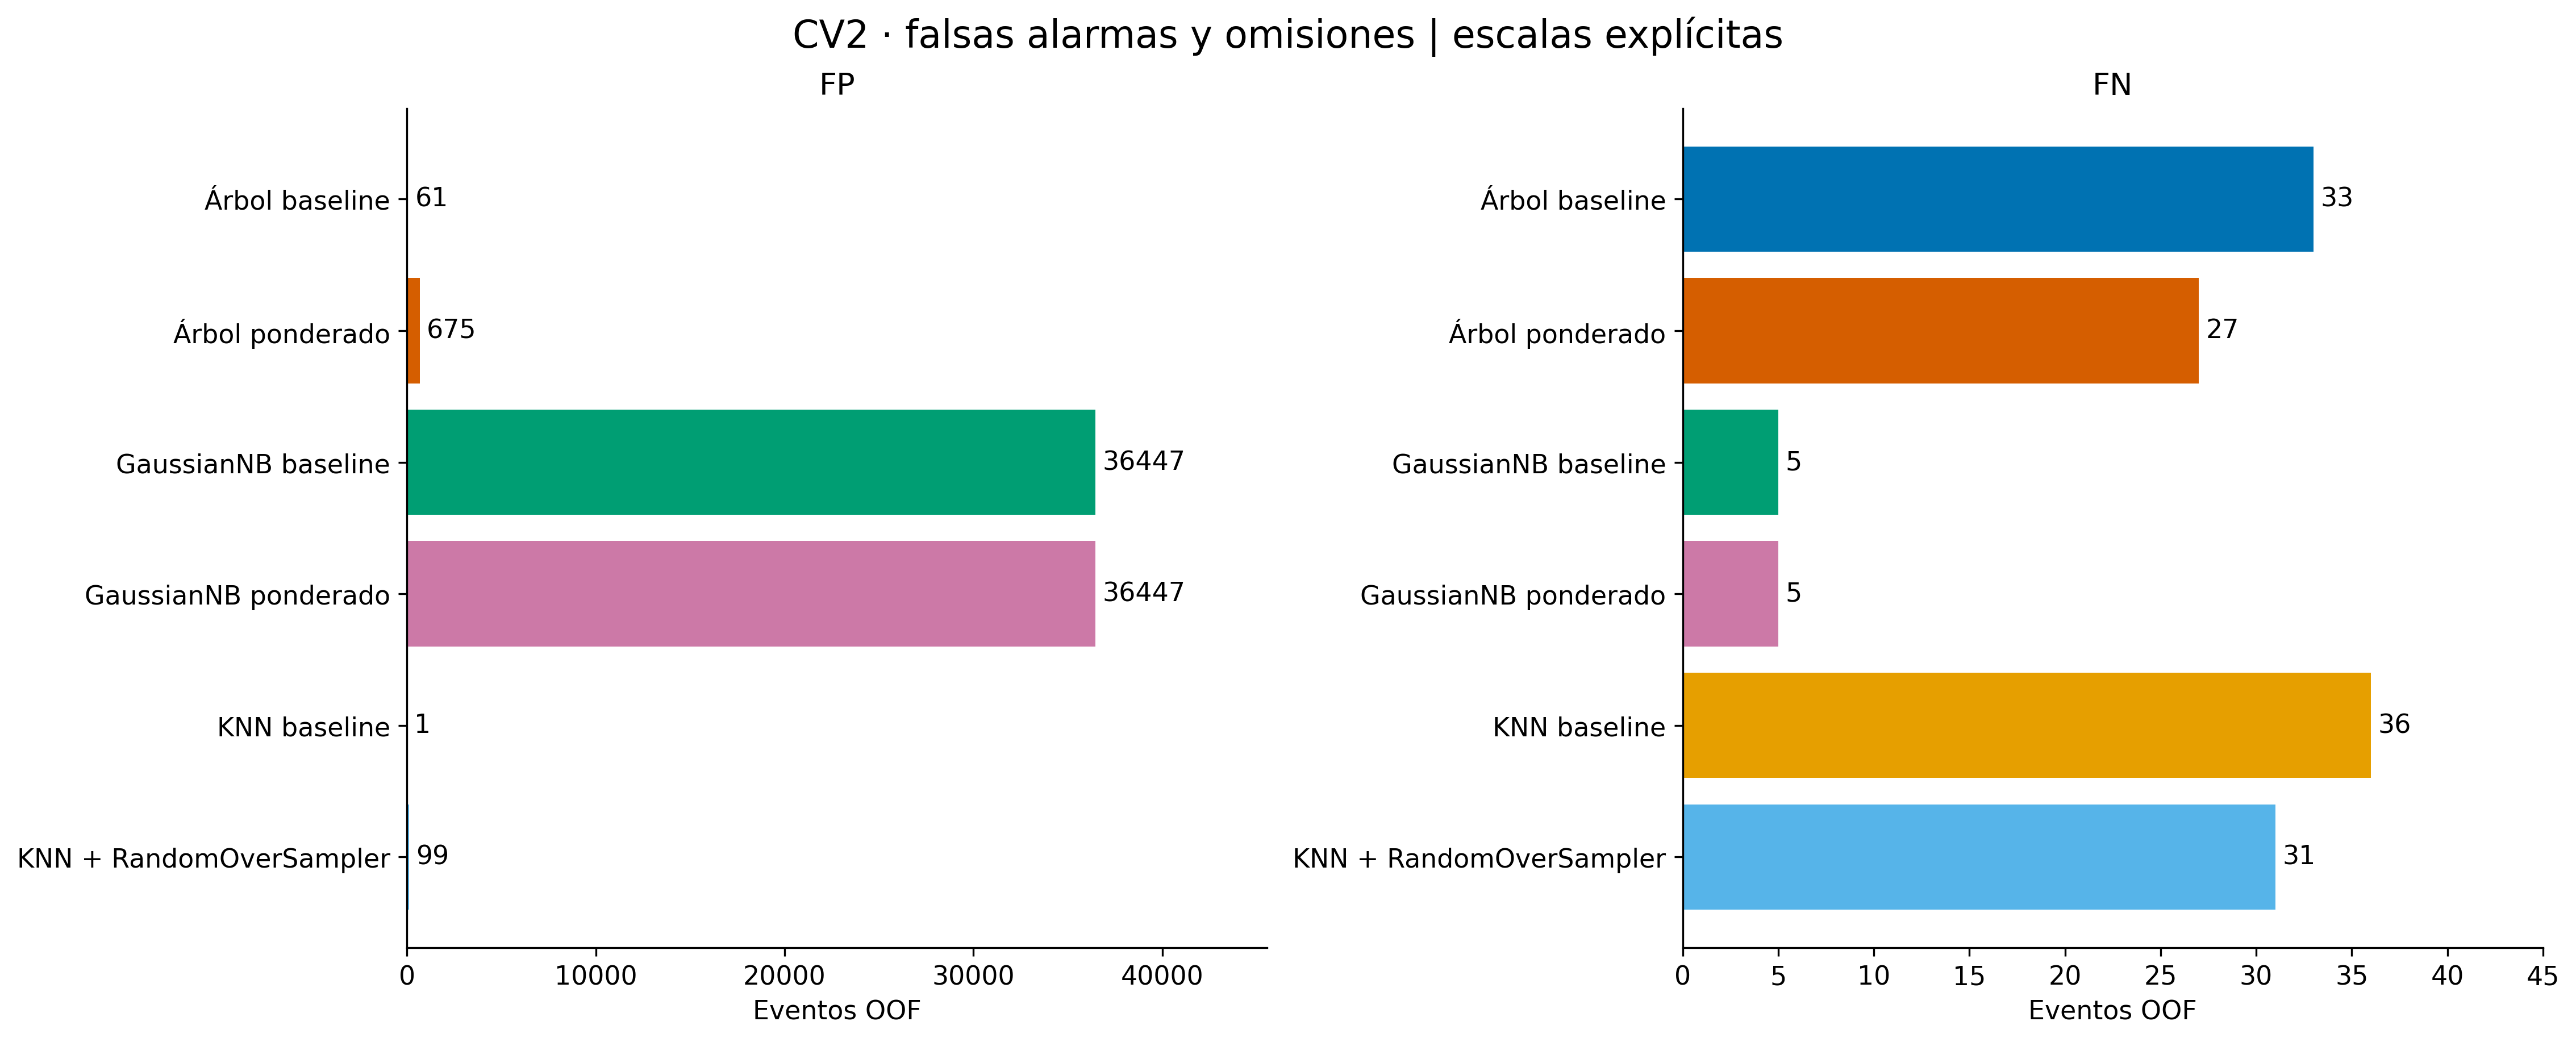 CV2 · falsas alarmas y omisiones | escalas explícitas
FP
Árbol baseline
61
Árbol ponderado
675
GaussianNB baseline
36447
GaussianNB ponderado
36447
KNN baseline
1
KNN + RandomOverSampler
99
0 10000 20000 30000 40000
Eventos OOF
FN
Árbol baseline
33
Árbol ponderado
27
GaussianNB baseline
5
GaussianNB ponderado
5
KNN baseline
36
KNN + RandomOverSampler
31
0 5 10 15 20 25 30 35 40 45
Eventos OOF